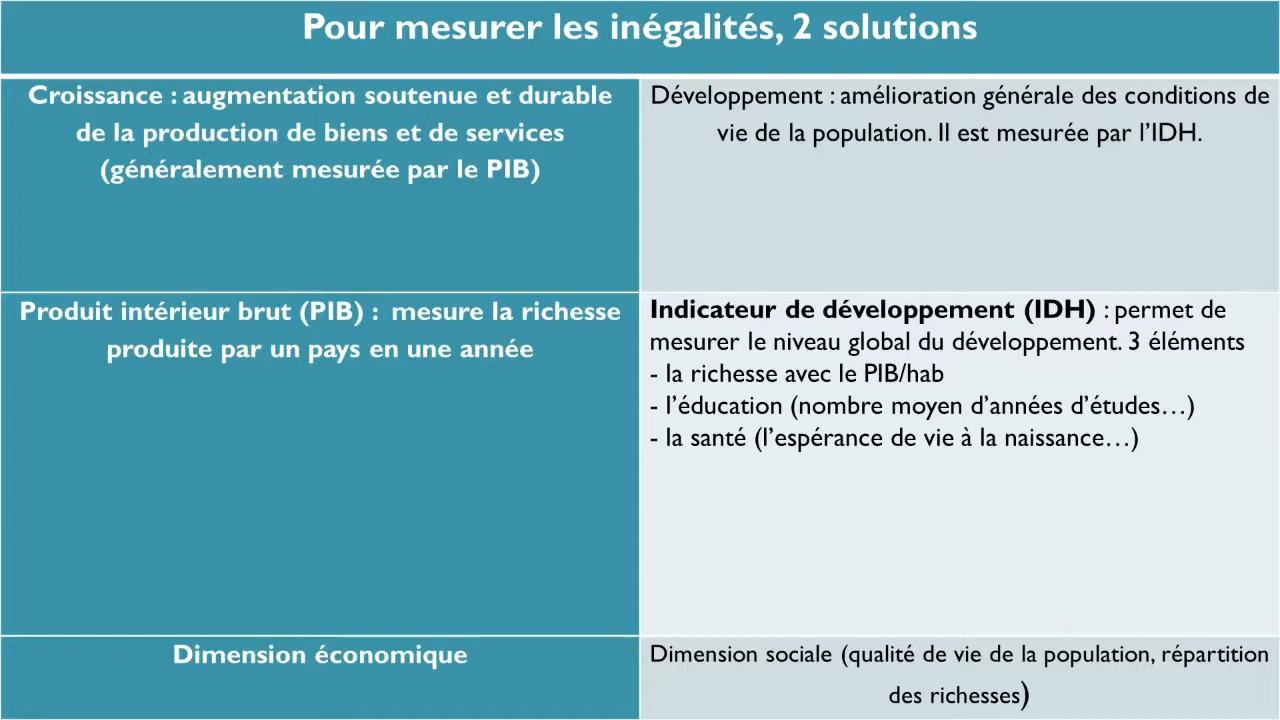 Pour mesurer les inégalités, 2 solutions
Croissance : augmentation soutenue et durable
de la production de biens et de services
(généralement mesurée par le PIB)
Développement : amélioration générale des conditions de
vie de la population. Il est mesurée par l’IDH.
Produit intérieur brut (PIB) : mesure la richesse
produite par un pays en une année
Indicateur de développement (IDH) : permet de
mesurer le niveau global du développement. 3 éléments
- la richesse avec le PIB/hab
- l’éducation (nombre moyen d’années d’études…)
- la santé (l’espérance de vie à la naissance…)
Dimension économique
Dimension sociale (qualité de vie de la population, répartition
des richesses)